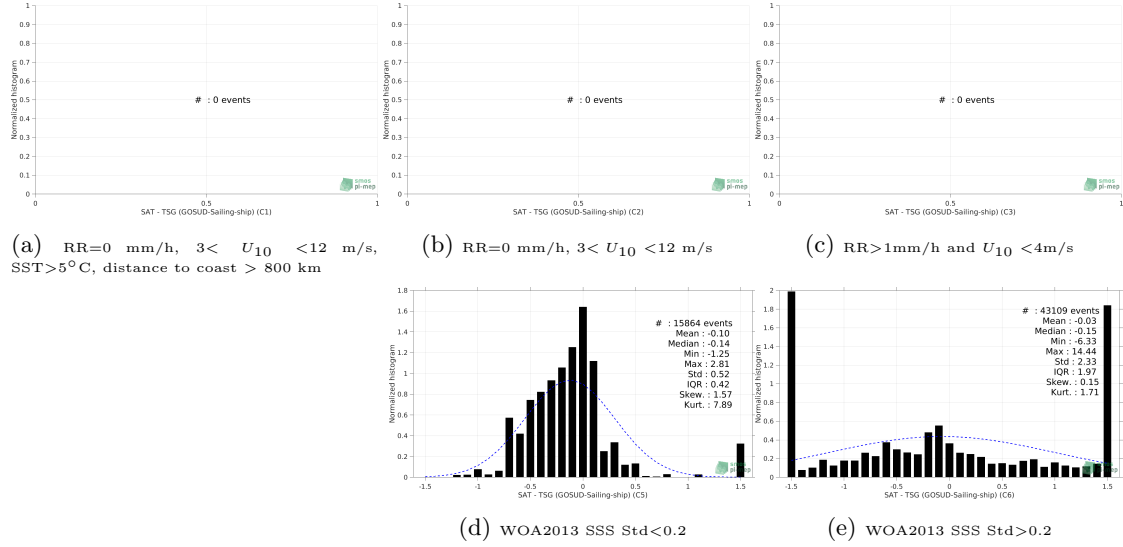 1
0.9
0.8
0.7
0.6
0.5
0.4
0.3
0.2
0.1
0
Normalized histogram
# : 0 events
smos
pi-mep
0 0.5 1
SAT - TSG (GOSUD-Sailing-ship) (C1)
1
0.9
0.8
0.7
0.6
0.5
0.4
0.3
0.2
0.1
0
Normalized histogram
# : 0 events
smos
pi-mep
0 0.5 1
SAT - TSG (GOSUD-Sailing-ship) (C2)
1
0.9
0.8
0.7
0.6
0.5
0.4
0.3
0.2
0.1
0
Normalized histogram
# : 0 events
smos
pi-mep
0 0.5 1
SAT - TSG (GOSUD-Sailing-ship) (C3)
(a) RR=0 mm/h, 3< U10 <12 m/s,
SST>5°C, distance to coast > 800 km
(b) RR=0 mm/h, 3< U10 <12 m/s
(c) RR>1mm/h and U10 <4m/s
1.8
1.6
1.4
1.2
1
0.8
0.6
0.4
0.2
0
Normalized histogram
# : 15864 events
Mean : -0.10
Median : -0.14
Min : -1.25
Max : 2.81
Std : 0.52
IQR : 0.42
Skew. : 1.57
Kurt. : 7.89
smos
pi-mep
-1.5 -1 -0.5 0 0.5 1 1.5
SAT - TSG (GOSUD-Sailing-ship) (C5)
2
1.8
1.6
1.4
1.2
1
0.8
0.6
0.4
0.2
0
Normalized histogram
# : 43109 events
Mean : -0.03
Median : -0.15
Min : -6.33
Max : 14.44
Std : 2.33
IQR : 1.97
Skew. : 0.15
Kurt. : 1.71
-1.5 -1 -0.5 0 0.5 1 1.5
SAT - TSG (GOSUD-Sailing-ship) (C6)
(d) WOA2013 SSS Std<0.2
(e) WOA2013 SSS Std>0.2